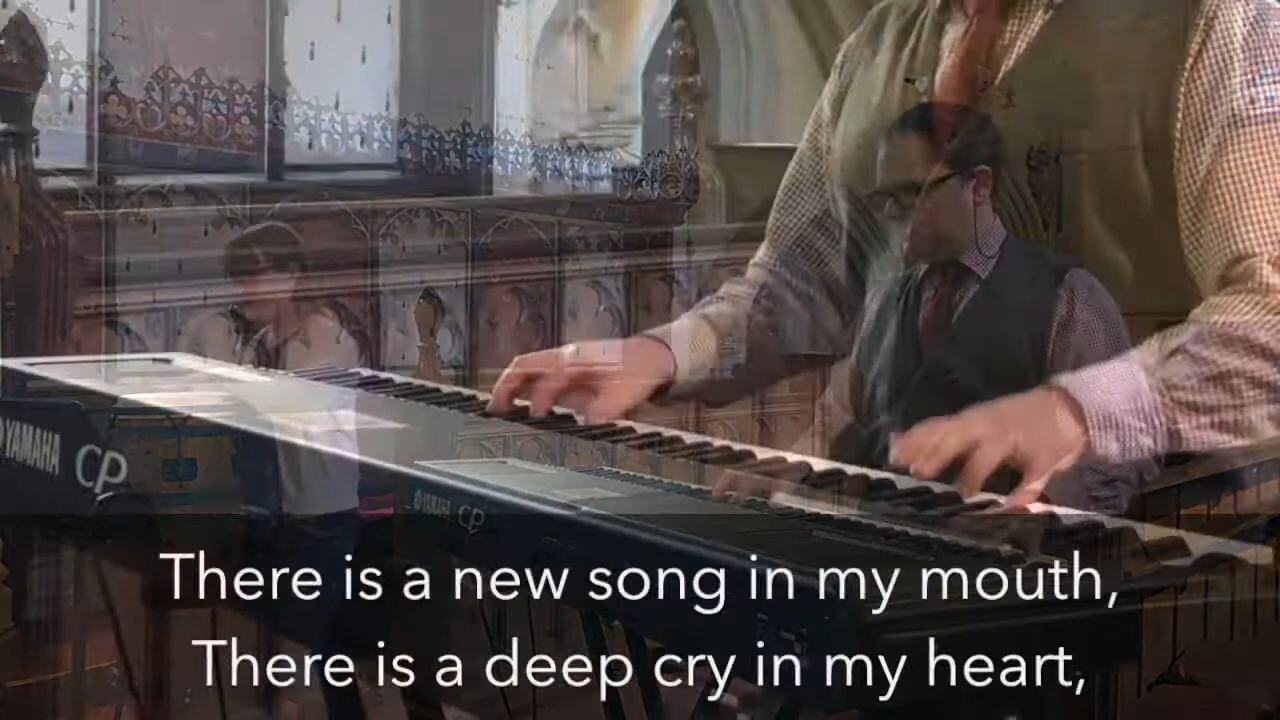 YAMAHA CP
YAMAHA CP
There is a new song in my mouth,
There is a deep cry in my heart,